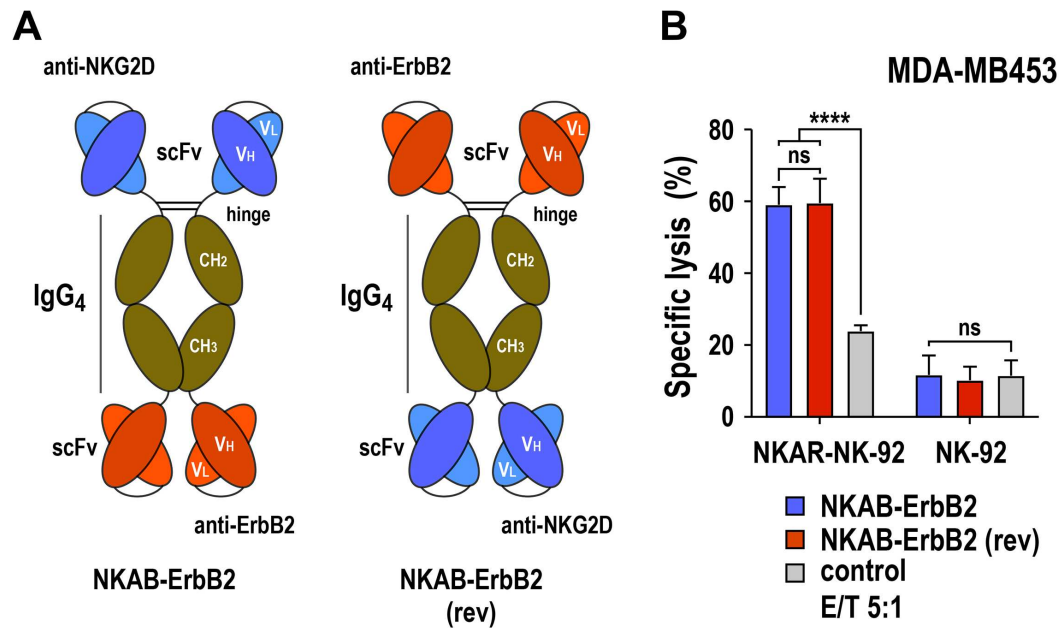 A
anti-NKG2D
VL
scFv
VH
hinge
CH2
IgG4
CH3
scFv
VH
VL
anti-ErbB2
NKAB-ErbB2
anti-ErbB2
VL
scFv
VH
hinge
CH2
IgG4
CH3
scFv
VH
VL
anti-NKG2D
NKAB-ErbB2
(rev)
B
MDA-MB453
Specific lysis (%)
80
60
40
20
0
****
ns
ns
NKAR-NK-92
NK-92
NKAB-ErbB2
NKAB-ErbB2 (rev)
control
E/T 5:1